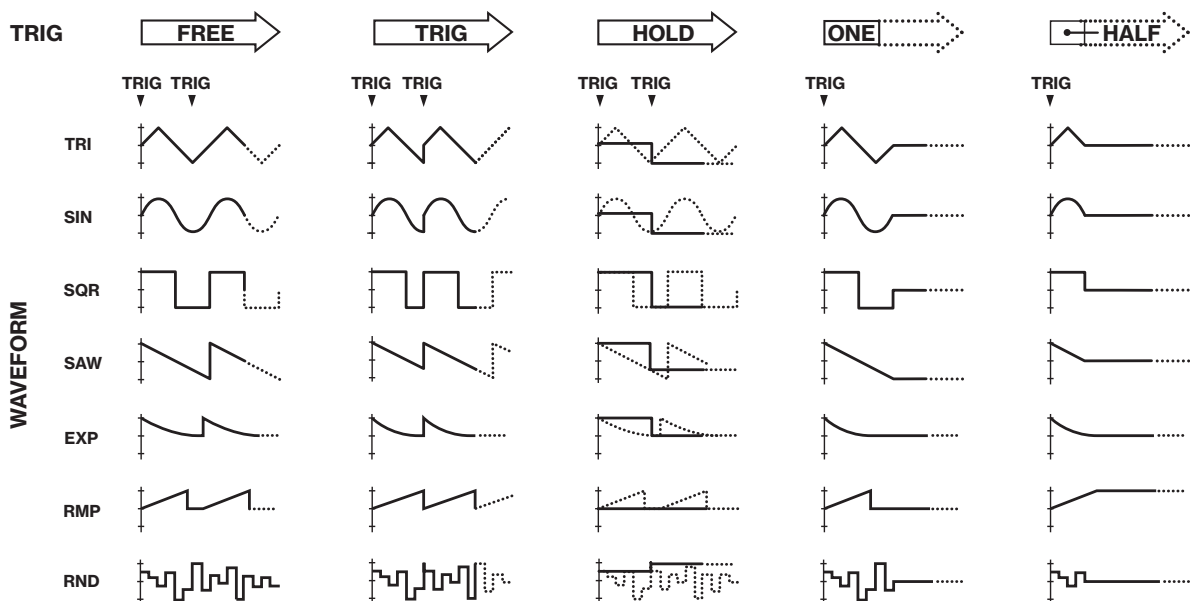 TRIG FREE TRIG HOLD ONE HALF
TRIG TRIG TRIG TRIG TRIG TRIG TRIG TRIG
WAVEFORM
TRI
SIN
SQR
SAW
EXP
RMP
RND